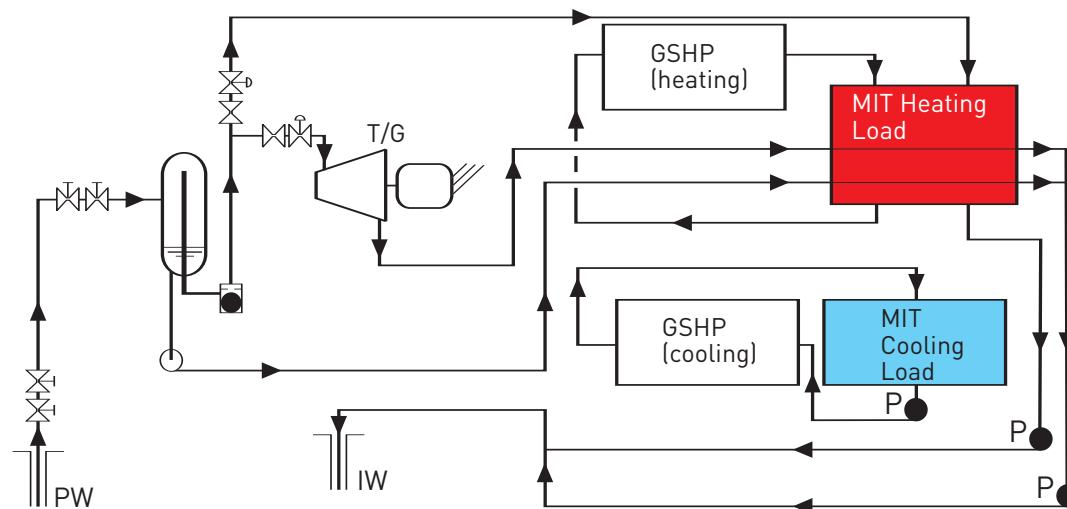 GSHP
(heating)
MIT Heating
Load
T/G
GSHP
(cooling)
MIT
Cooling
Load
P
P
P
PW
IW